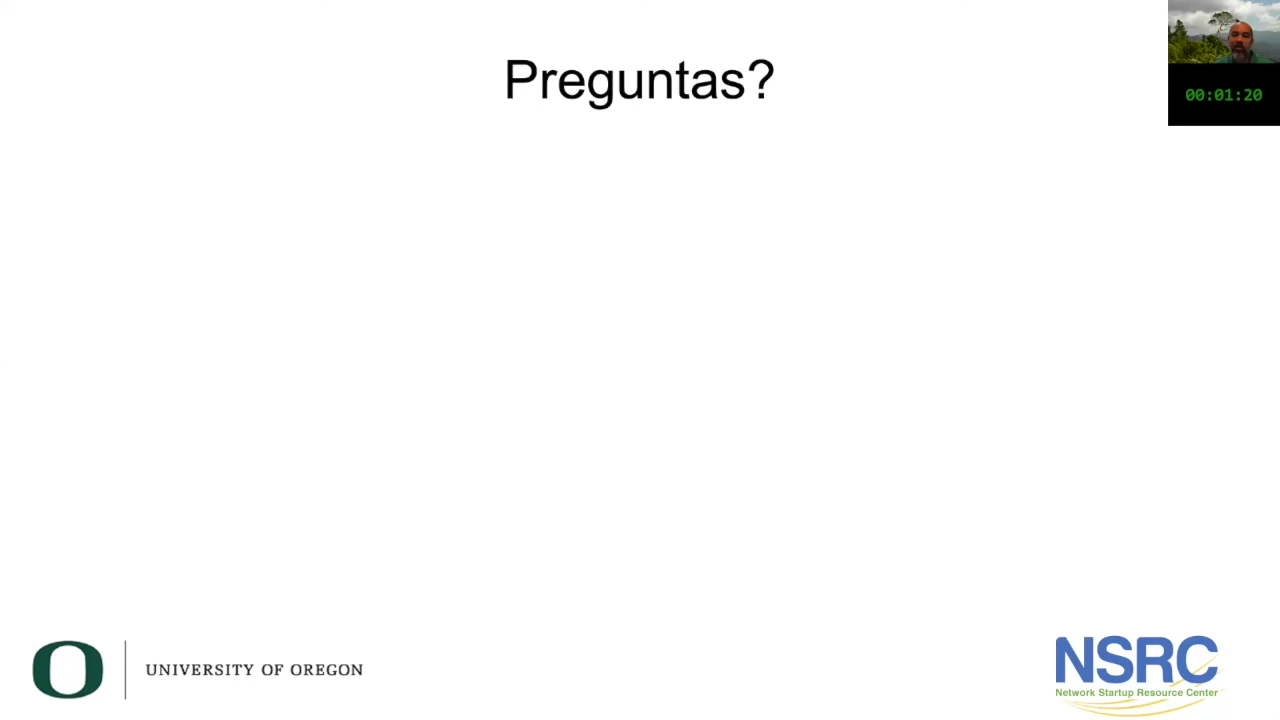 Preguntas?
00:01:20
UNIVERSITY OF OREGON
NSRC
Network Startup Resource Center